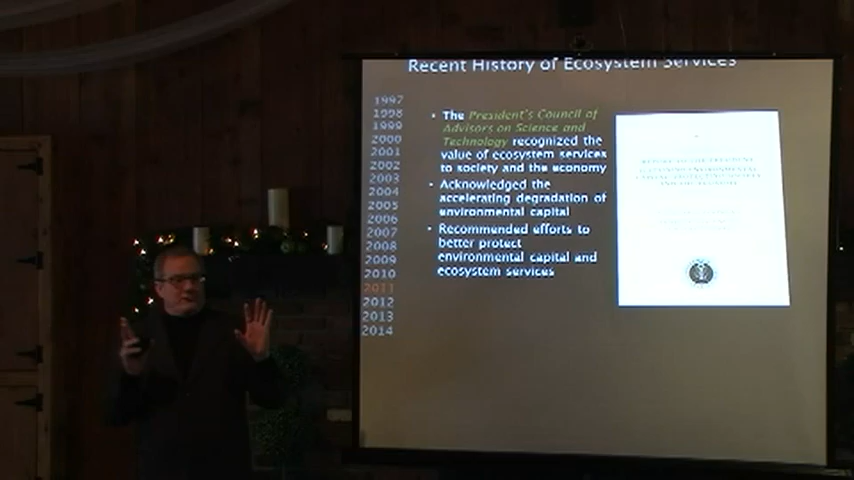 Recent History of Ecosystem Services
1997
1998
1999
2000
2001
2002
2003
2004
2005
2006
2007
2008
2009
2010
2011
2012
2013
2014
• The President's Council of
Advisors on Science and
Technology recognized the
value of ecosystem services
to society and the economy
• Acknowledged the
accelerating degradation of
environmental capital
• Recommended efforts to
better protect
environmental capital and
ecosystem services